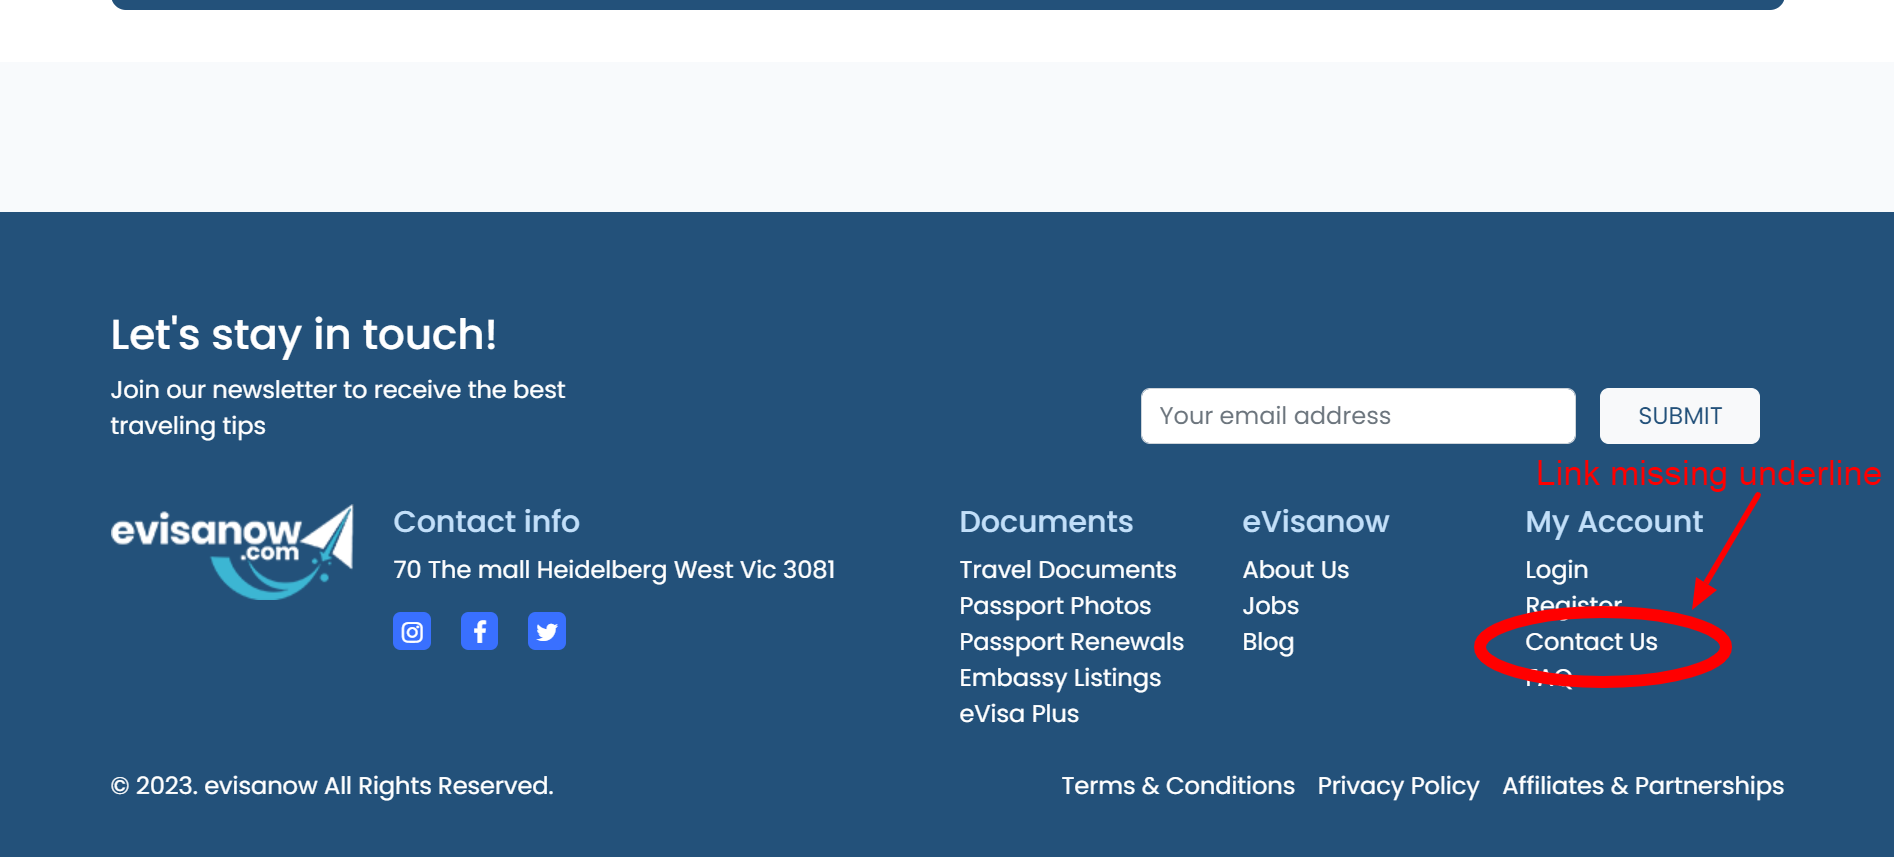 Let's stay in touch!
Join our newsletter to receive the best
traveling tips
Your email address
SUBMIT
Link missing underline
evisanow
.com
Contact info
70 The mall Heidelberg West Vic 3081
Documents
Travel Documents
Passport Photos
Passport Renewals
Embassy Listings
eVisa Plus
eVisanow
About Us
Jobs
Blog
My Account
Login
Register
Contact Us
FAQ
© 2023. evisanow All Rights Reserved.
Terms & Conditions Privacy Policy Affiliates & Partnerships